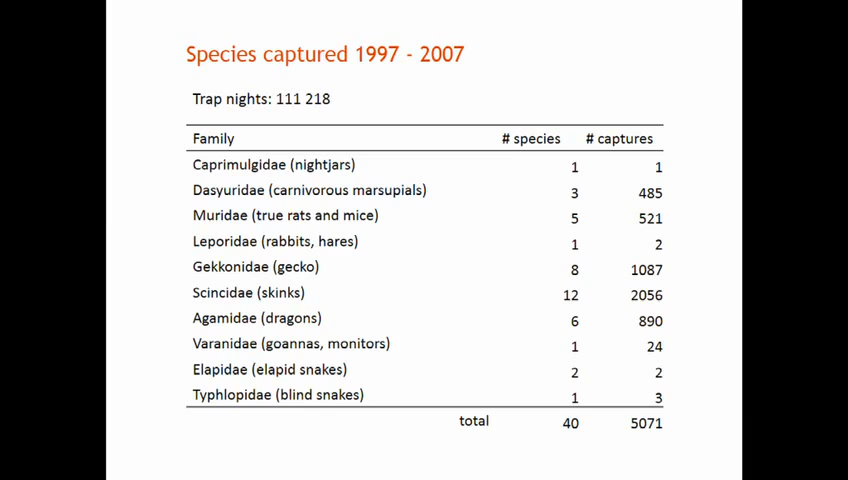 Species captured 1997 - 2007
Trap nights: 111 218
Family # species # captures
Caprimulgidae (nightjars) 1 1
Dasyuridae (carnivorous marsupials) 3 485
Muridae (true rats and mice) 5 521
Leporidae (rabbits, hares) 1 2
Gekkonidae (gecko) 8 1087
Scincidae (skinks) 12 2056
Agamidae (dragons) 6 890
Varanidae (goannas, monitors) 1 24
Elapidae (elapid snakes) 2 2
Typhlopidae (blind snakes) 1 3
total 40 5071